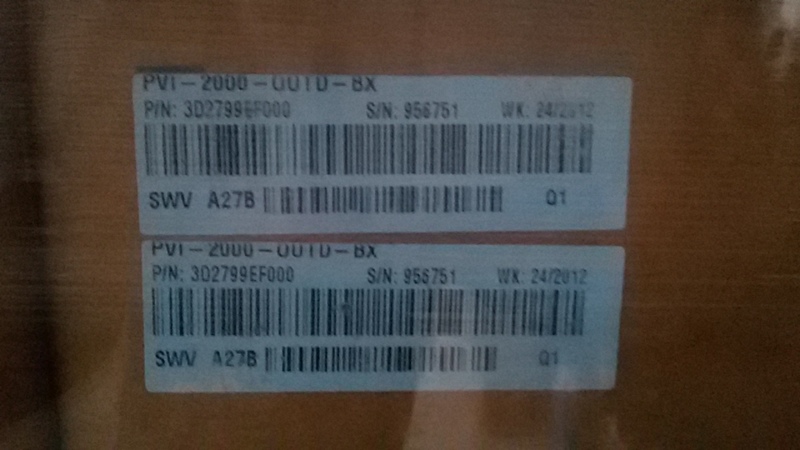 PVI-2000-OUTD-BX
P/N: 3D2799EF000 S/N: 956751 WK: 24/2012
SWV A27B Q1
PVI-2000-OUTD-BX
P/N: 3D2799EF000 S/N: 956751 WK: 24/2012
SWV A27B Q1